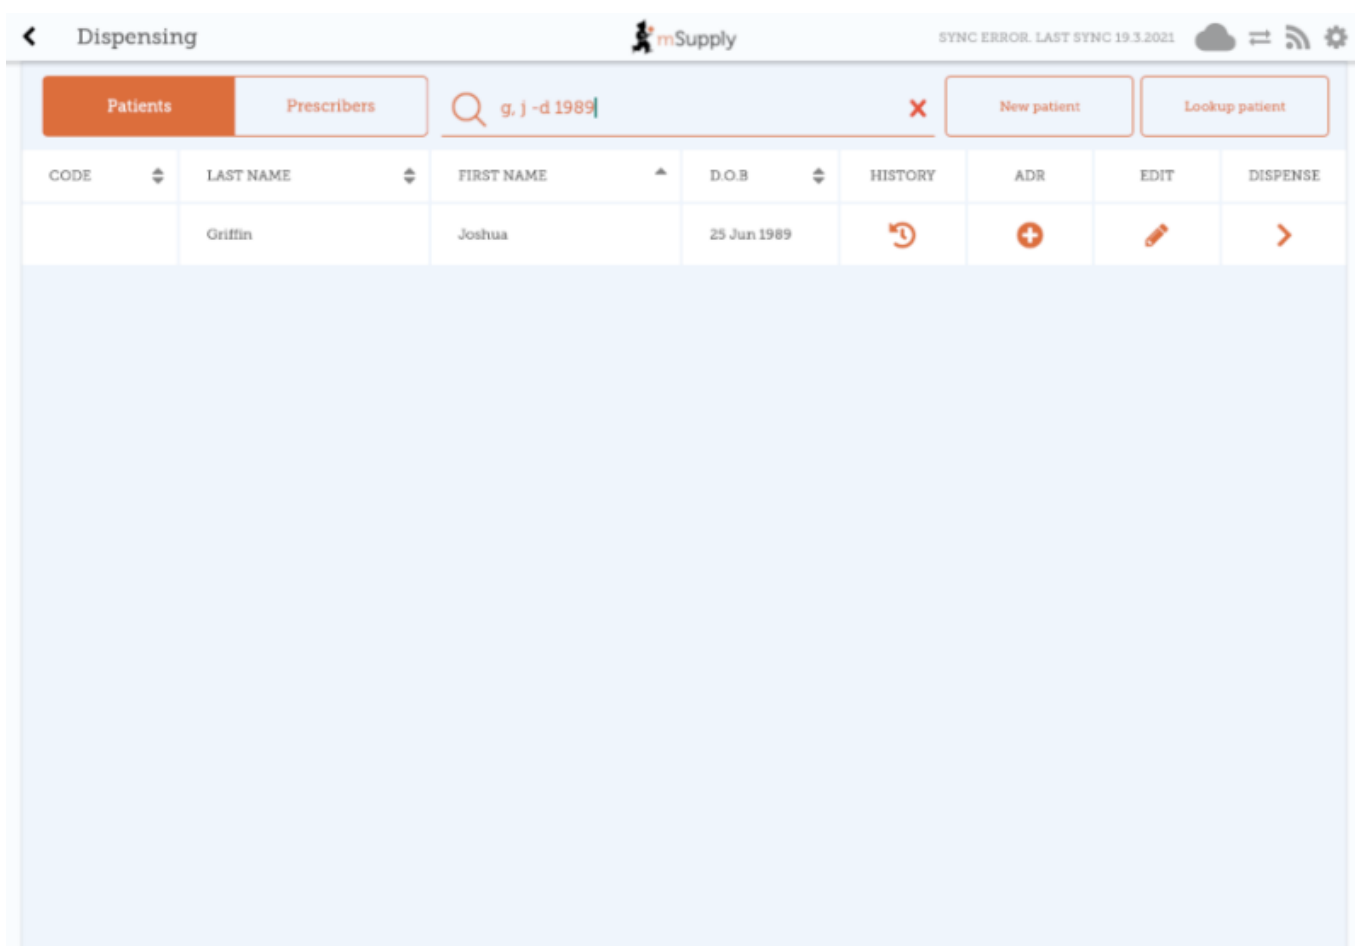 Dispensing
mSupply
SYNC ERROR. LAST SYNC 19.3.2021
Patients
Prescribers
g, j -d 1989
New patient
Lookup patient
CODE LAST NAME FIRST NAME D.O.B HISTORY ADR EDIT DISPENSE
Griffin Joshua 25 Jun 1989